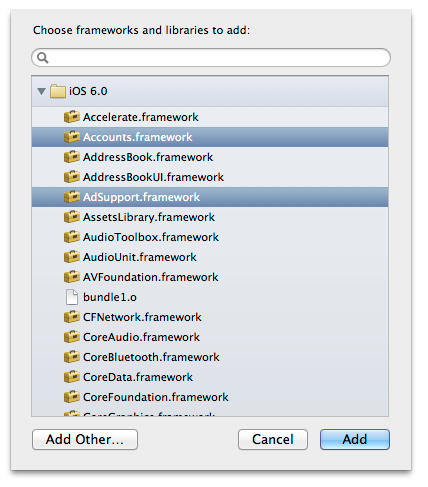 Choose frameworks and libraries to add:
iOS 6.0
Accelerate.framework
Accounts.framework
AddressBook.framework
AddressBookUI.framework
AdSupport.framework
AssetsLibrary.framework
AudioToolbox.framework
AudioUnit.framework
AVFoundation.framework
bundle1.o
CFNetwork.framework
CoreAudio.framework
CoreBluetooth.framework
CoreData.framework
CoreFoundation.framework
CoreGraphics.framework
Add Other...
Cancel
Add